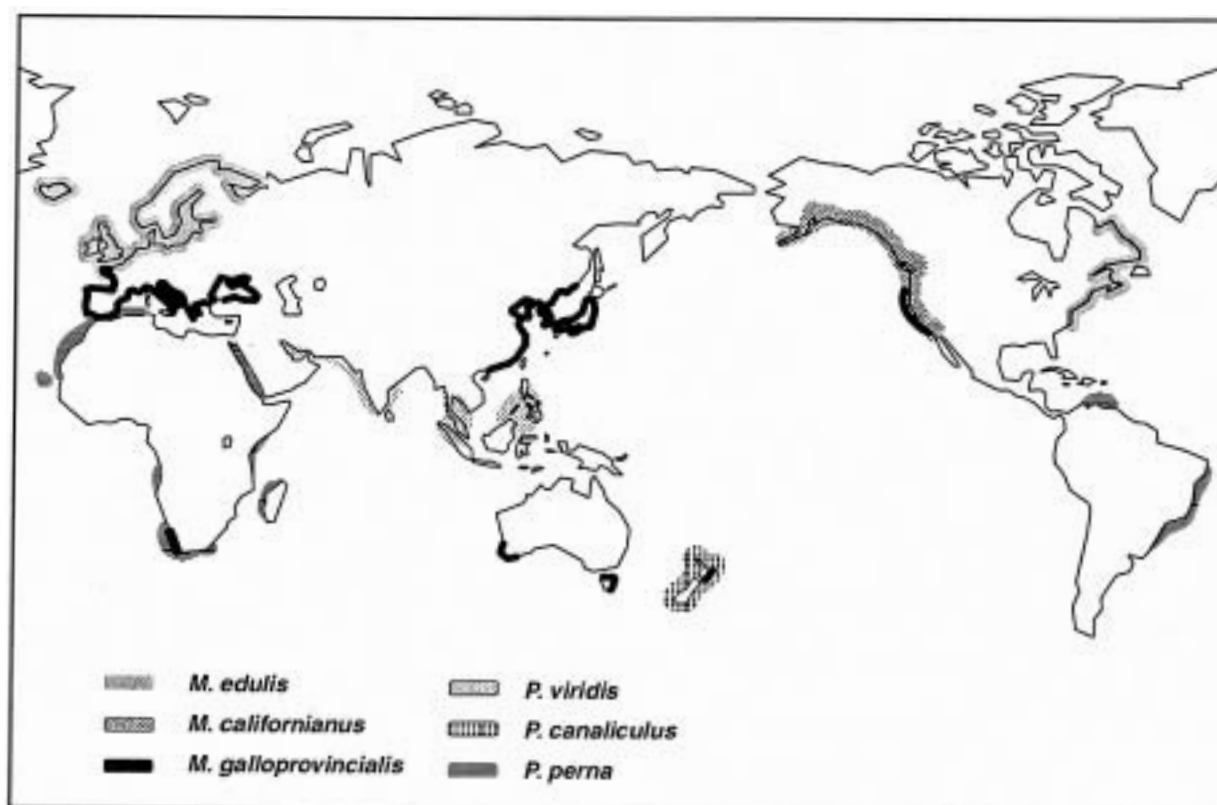 M. edulis
M. californianus
M. galloprovincialis
P. viridis
P. canaliculus
P. perna